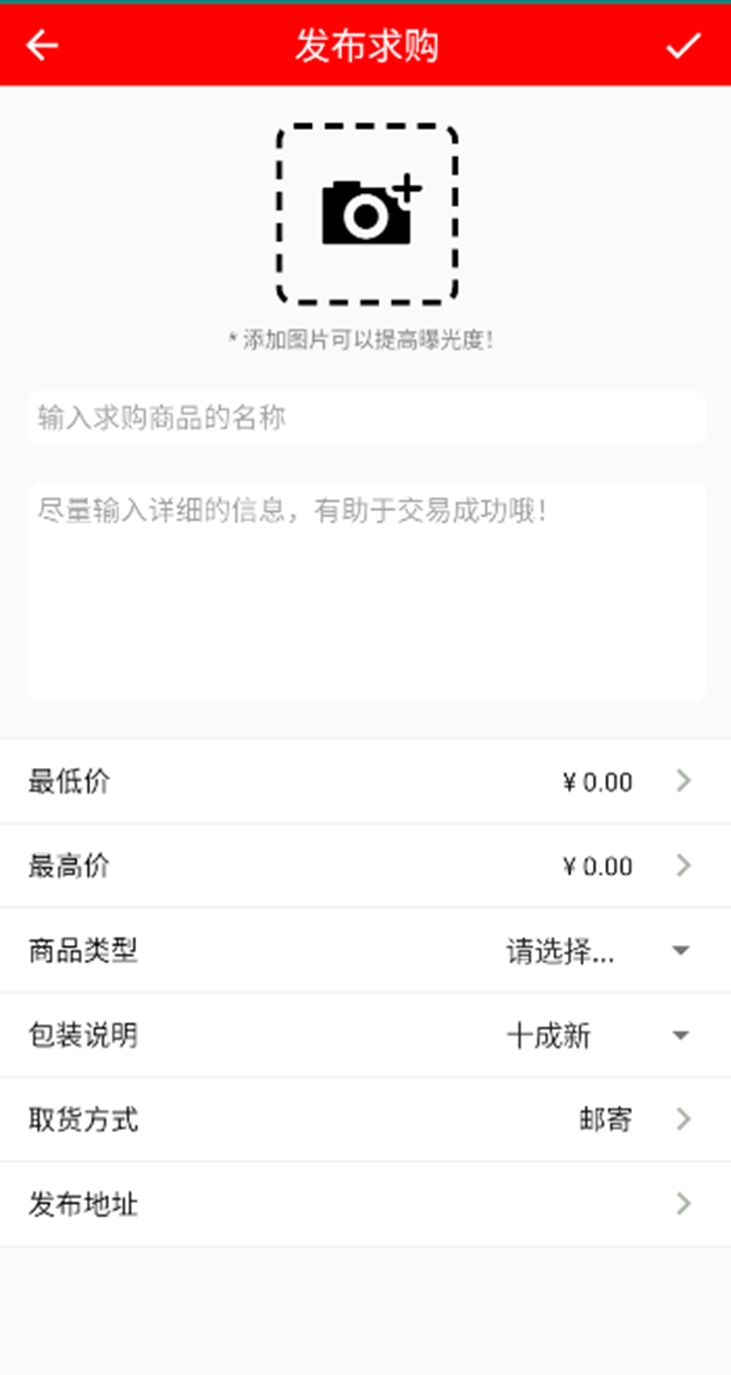 发布求购
* 添加图片可以提高曝光度!
输入求购商品的名称
尽量输入详细的信息，有助于交易成功哦!
最低价 ¥ 0.00
最高价 ¥ 0.00
商品类型 请选择...
包装说明 十成新
取货方式 邮寄
发布地址